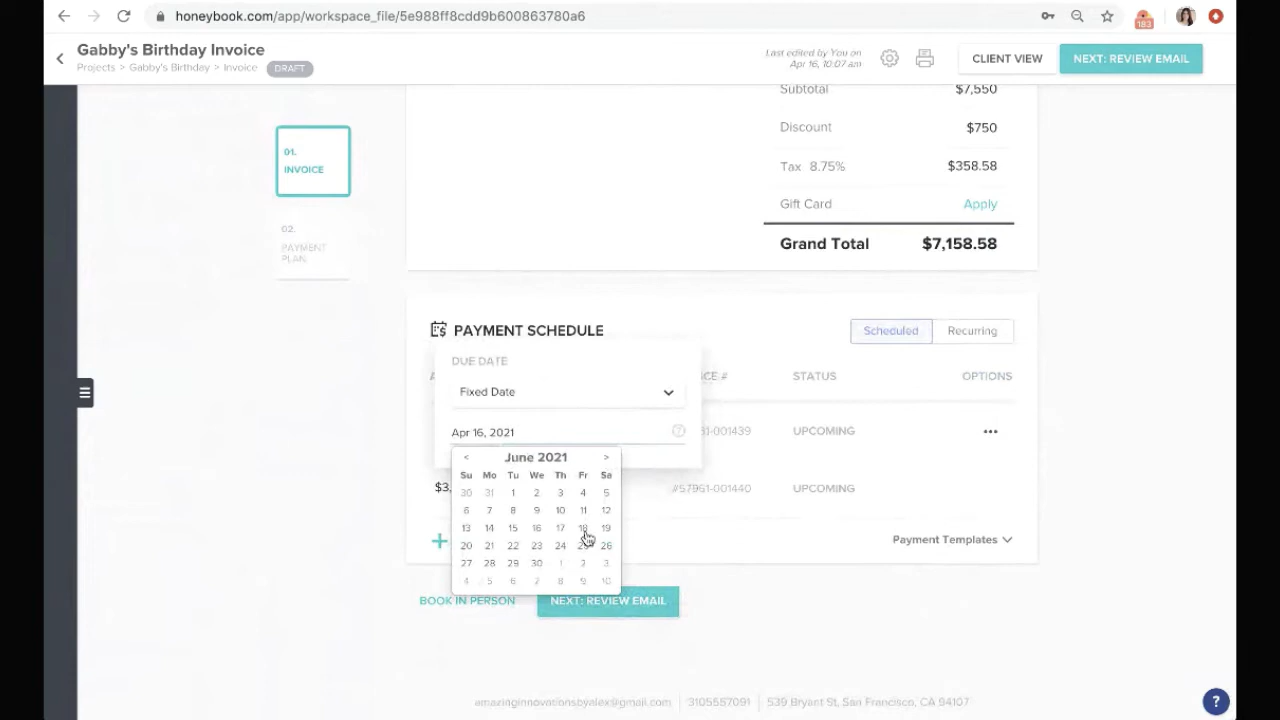 honeybook.com/app/workspace_file/5e988ff8cdd9b600863780a6
183
Gabby's Birthday Invoice
Projects > Gabby's Birthday > Invoice DRAFT
Last edited by You on
Apr 16, 10:07 am
CLIENT VIEW
NEXT: REVIEW EMAIL
Subtotal $7,550
Discount $750
Tax 8.75% $358.58
Gift Card Apply
Grand Total $7,158.58
01.
INVOICE
02.
PAYMENT
PLAN
PAYMENT SCHEDULE
Scheduled Recurring
DUE DATE
STATUS OPTIONS
Fixed Date
Apr 16, 2021
UPCOMING
< June 2021 >
Su Mo Tu We Th Fr Sa
30 31 1 2 3 4 5
#57951-001440 UPCOMING
6 7 8 9 10 11 12
13 14 15 16 17 18 19
20 21 22 23 24 25 26
27 28 29 30 1 2 3
4 5 6 7 8 9 10
Payment Templates
BOOK IN PERSON
NEXT: REVIEW EMAIL
amazinginnovationsbyalex@gmail.com | 3105557091 | 539 Bryant St, San Francisco, CA 94107
?